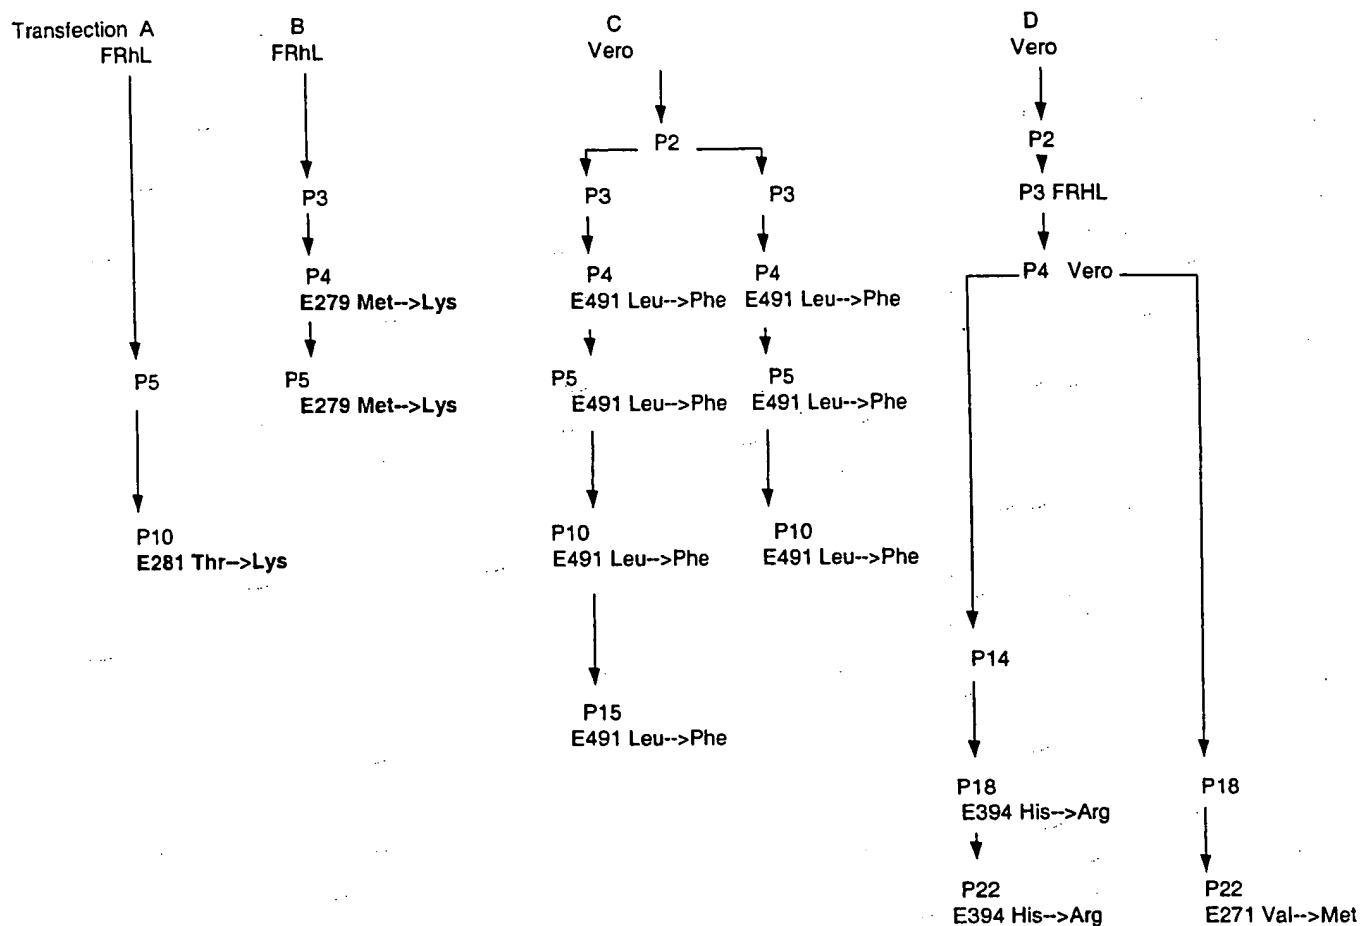 Transfection A
FRhL
P5
P10
E281 Thr-->Lys
B
FRhL
P3
P4
E279 Met-->Lys
P5
E279 Met-->Lys
C
Vero
P2
P3
P4
E491 Leu-->Phe
P5
E491 Leu-->Phe
P10
E491 Leu-->Phe
P15
E491 Leu-->Phe
P3
P4
E491 Leu-->Phe
P5
E491 Leu-->Phe
P10
E491 Leu-->Phe
D
Vero
P2
P3 FRHL
P4 Vero
P14
P18
E394 His-->Arg
P22
E394 His-->Arg
P18
P22
E271 Val-->Met